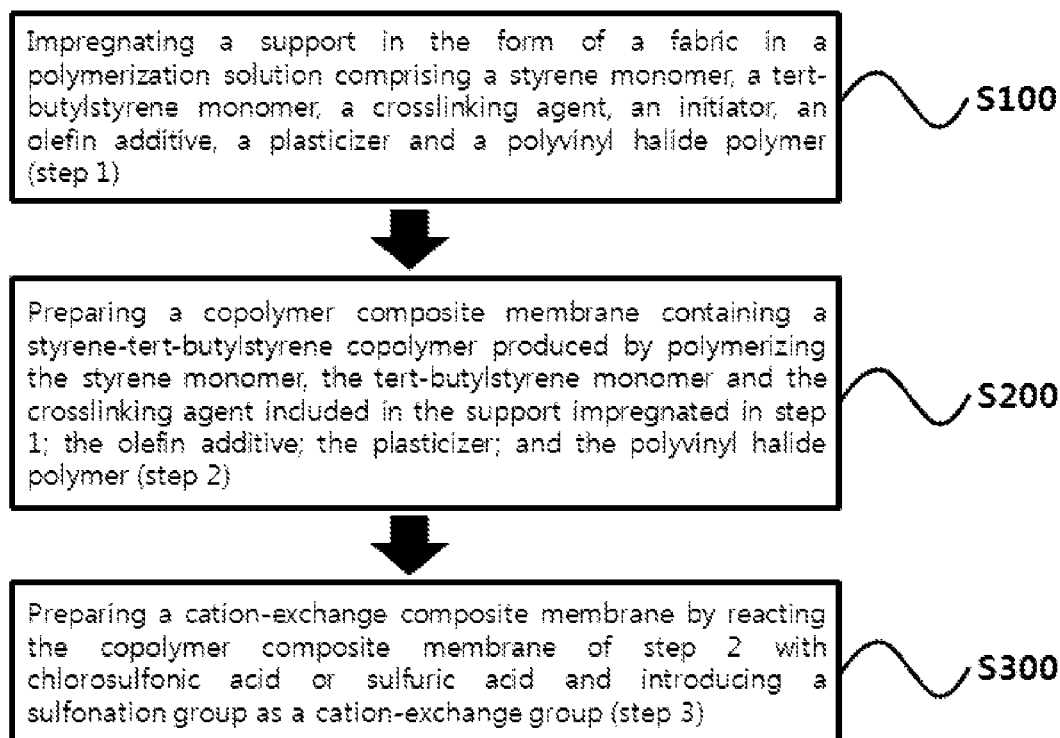 Impregnating a support in the form of a fabric in a
polymerization solution comprising a styrene monomer, a tert-
butylstyrene monomer, a crosslinking agent, an initiator, an
olefin additive, a plasticizer and a polyvinyl halide polymer
(step 1)
S100
Preparing a copolymer composite membrane containing a
styrene-tert-butylstyrene copolymer produced by polymerizing
the styrene monomer, the tert-butylstyrene monomer and the
crosslinking agent included in the support impregnated in step
1; the olefin additive; the plasticizer; and the polyvinyl halide
polymer (step 2)
S200
Preparing a cation-exchange composite membrane by reacting
the copolymer composite membrane of step 2 with
chlorosulfonic acid or sulfuric acid and introducing a
sulfonation group as a cation-exchange group (step 3)
S300